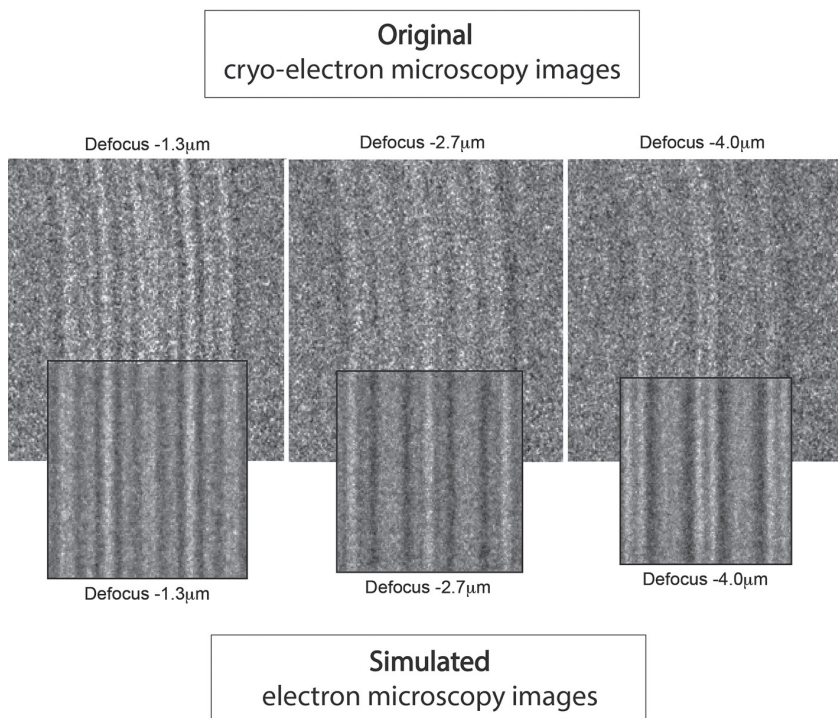 Original
cryo-electron microscopy images
Defocus -1.3μm
Defocus -2.7μm
Defocus -4.0μm
Defocus -1.3μm
Defocus -2.7μm
Defocus -4.0μm
Simulated
electron microscopy images